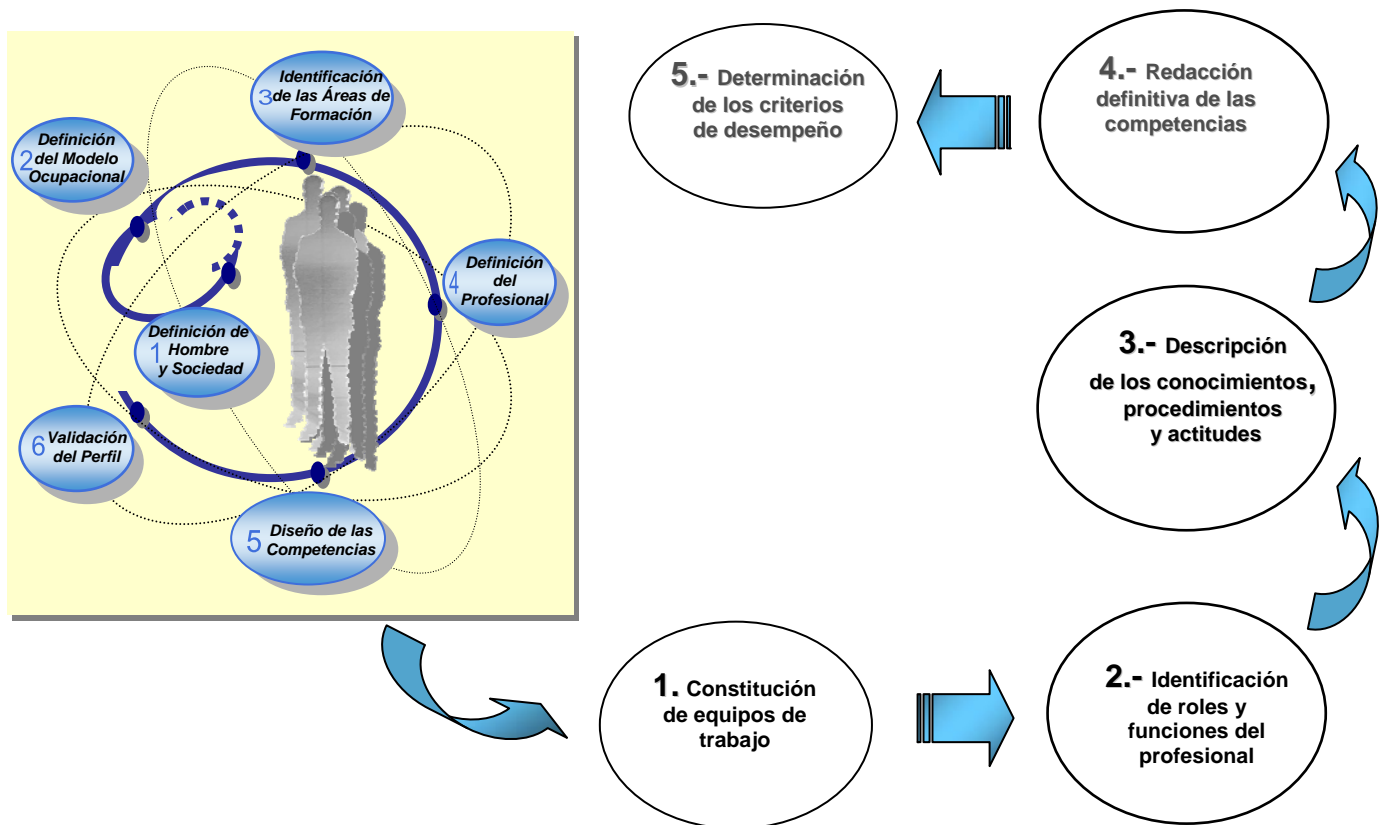 Identificación
3 de las Áreas de
Formación
Definición
2 del Modelo
Ocupacional
Definición
4 del
Profesional
Definición de
1 Hombre
y Sociedad
6 Validación
del Perfil
5 Diseño de las
Competencias
5.- Determinación
de los criterios
de desempeño
4.- Redacción
definitiva de las
competencias
3.- Descripción
de los conocimientos,
procedimientos
y actitudes
1. Constitución
de equipos de
trabajo
2.- Identificación
de roles y
funciones del
profesional